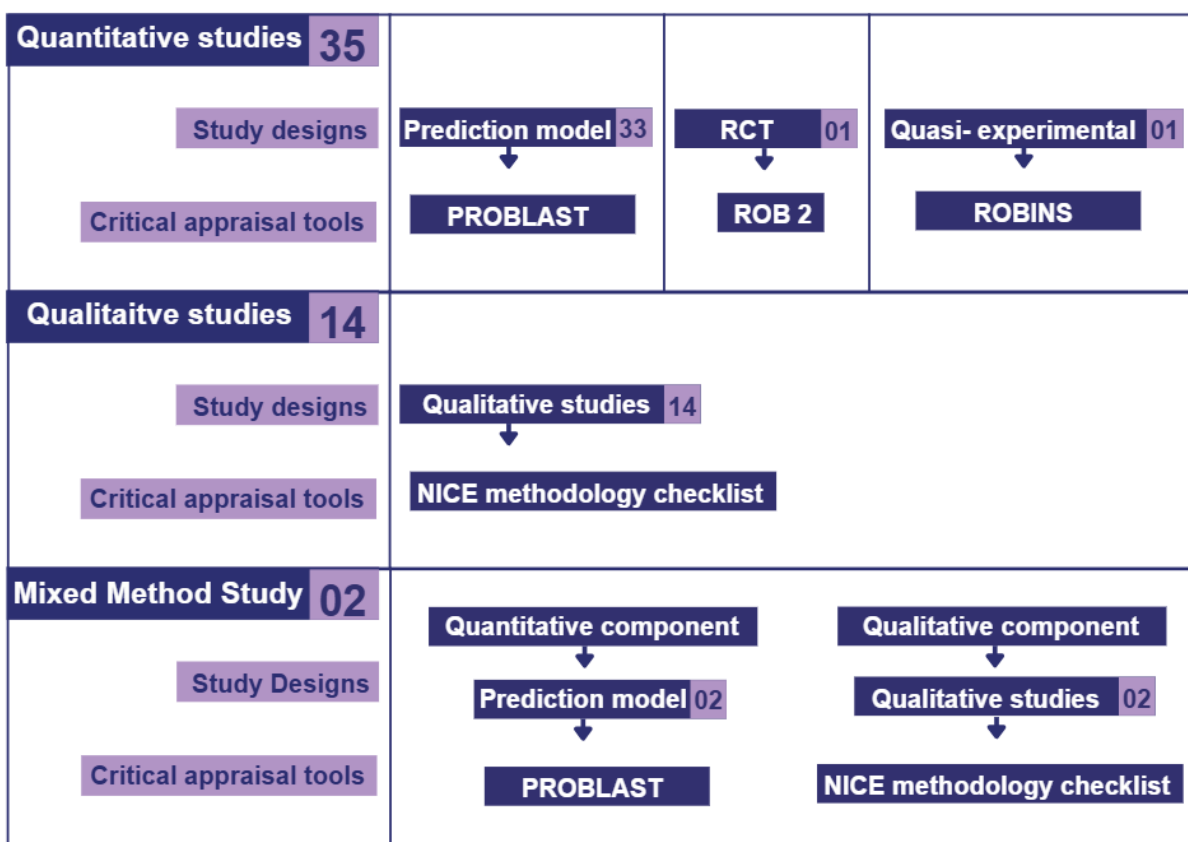 Quantitative studies 35
Study designs
Prediction model 33
RCT 01
Quasi- experimental 01
Critical appraisal tools
PROBLAST
ROB 2
ROBINS
Qualitaitve studies 14
Study designs
Qualitative studies 14
Critical appraisal tools
NICE methodology checklist
Mixed Method Study 02
Quantitative component
Qualitative component
Study Designs
Prediction model 02
Qualitative studies 02
Critical appraisal tools
PROBLAST
NICE methodology checklist